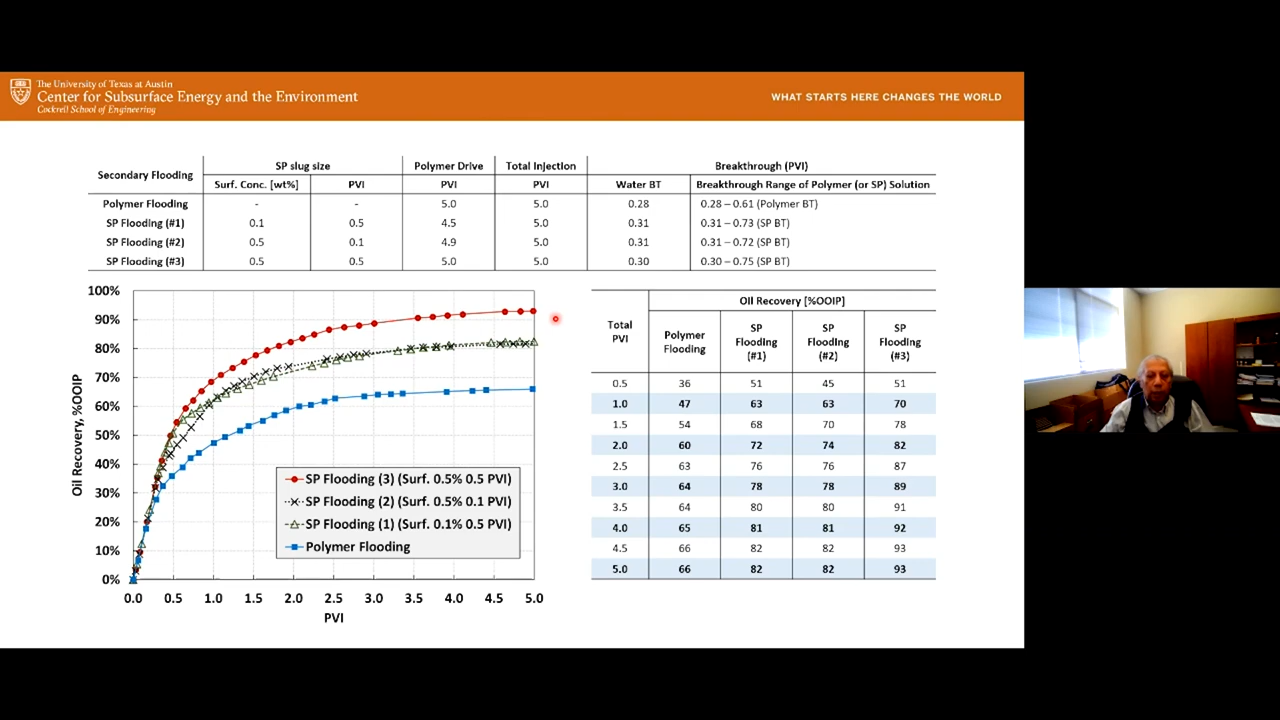 The University of Texas at Austin
Center for Subsurface Energy and the Environment
Cockrell School of Engineering
WHAT STARTS HERE CHANGES THE WORLD
Secondary Flooding SP slug size Polymer Drive Total Injection Breakthrough (PVI)
Surf. Conc. [wt%] PVI PVI PVI Water BT Breakthrough Range of Polymer (or SP) Solution
Polymer Flooding - - 5.0 5.0 0.28 0.28 – 0.61 (Polymer BT)
SP Flooding (#1) 0.1 0.5 4.5 5.0 0.31 0.31 – 0.73 (SP BT)
SP Flooding (#2) 0.5 0.1 4.9 5.0 0.31 0.31 – 0.72 (SP BT)
SP Flooding (#3) 0.5 0.5 5.0 5.0 0.30 0.30 – 0.75 (SP BT)
100%
90%
80%
70%
60%
50%
40%
30%
20%
10%
0%
Oil Recovery, %OOIP
SP Flooding (3) (Surf. 0.5% 0.5 PVI)
SP Flooding (2) (Surf. 0.5% 0.1 PVI)
SP Flooding (1) (Surf. 0.1% 0.5 PVI)
Polymer Flooding
0.0 0.5 1.0 1.5 2.0 2.5 3.0 3.5 4.0 4.5 5.0
PVI
Total PVI Oil Recovery [%OOIP]
Polymer Flooding SP Flooding (#1) SP Flooding (#2) SP Flooding (#3)
0.5 36 51 45 51
1.0 47 63 63 70
1.5 54 68 70 78
2.0 60 72 74 82
2.5 63 76 76 87
3.0 64 78 78 89
3.5 64 80 80 91
4.0 65 81 81 92
4.5 66 82 82 93
5.0 66 82 82 93